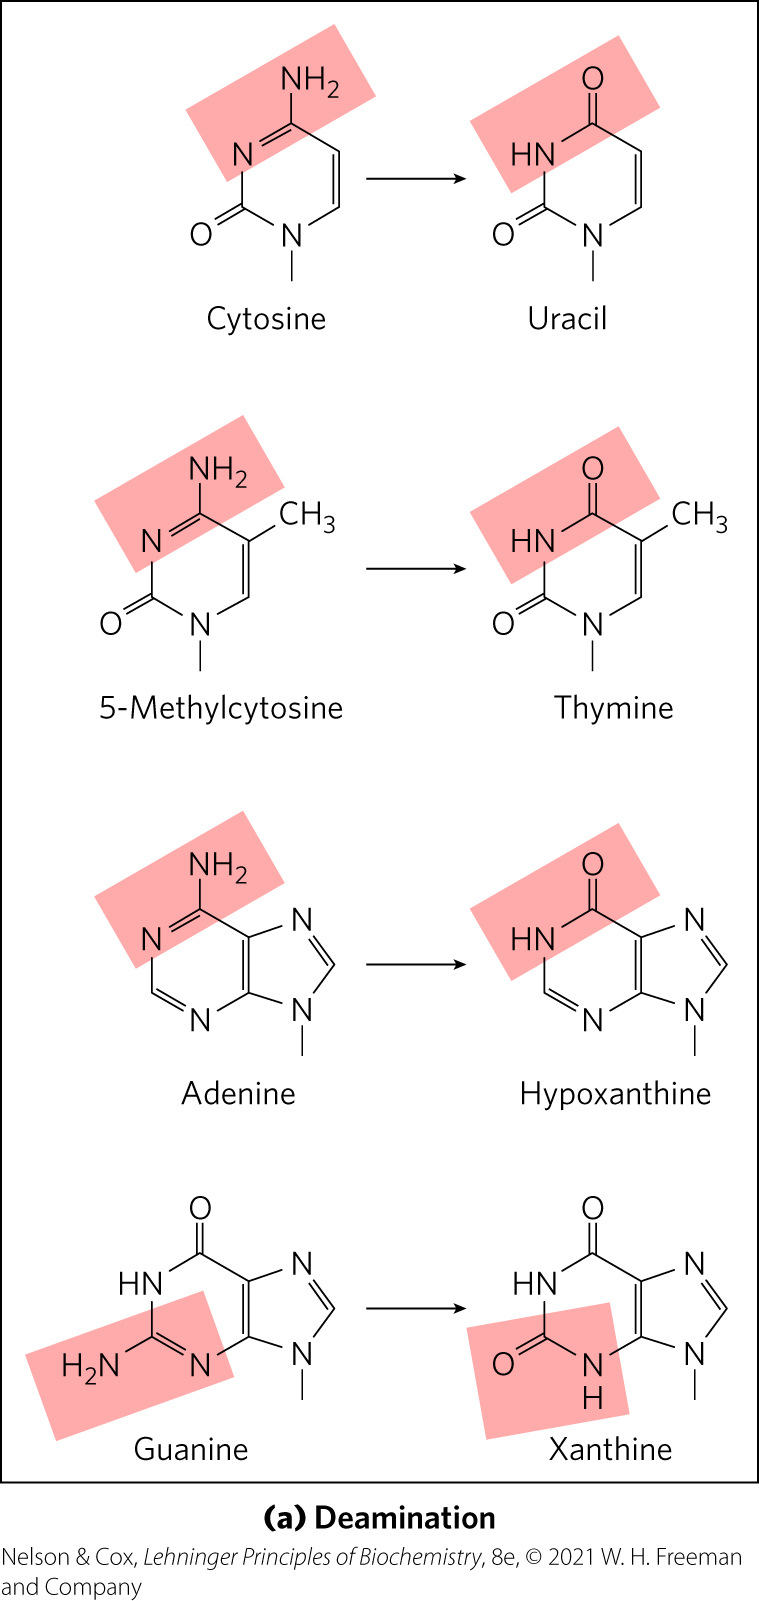 NH2 O
N HN
O N O N
Cytosine Uracil
NH2 O
N CH3 HN CH3
O N O N
5-Methylcytosine Thymine
NH2 O
N N HN N
N N N N
Adenine Hypoxanthine
O O
HN N HN N
H2N N N O N N
H
Guanine Xanthine
(a) Deamination
Nelson & Cox, Lehninger Principles of Biochemistry, 8e, © 2021 W. H. Freeman
and Company